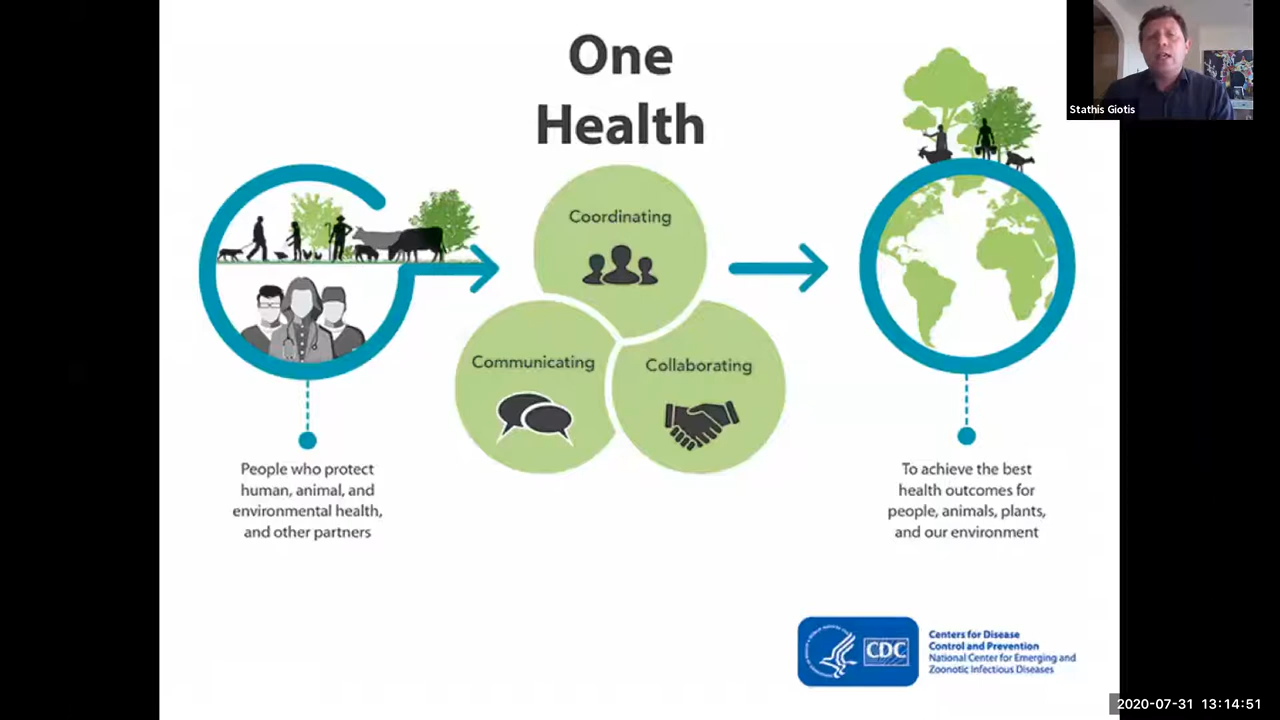 One
Health
Stathis Giotis
Coordinating
Communicating
Collaborating
People who protect
human, animal, and
environmental health,
and other partners
To achieve the best
health outcomes for
people, animals, plants,
and our environment
CDC
Centers for Disease
Control and Prevention
National Center for Emerging and
Zoonotic Infectious Diseases
2020-07-31 13:14:51